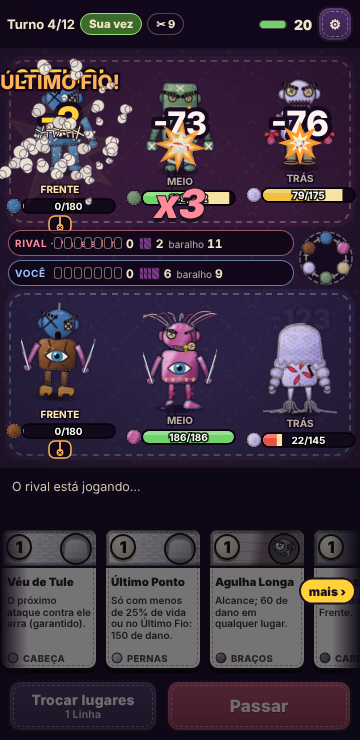 Turno 4/12 Sua vez ✂ 9 20
ÚLTIMO FIO!
-73 -76
FRENTE MEIO TRÁS
0/180 79/175
x3
RIVAL 0 2 baralho 11
VOCÊ 0 6 baralho 9
FRENTE MEIO TRÁS
0/180 186/186 22/145
O rival está jogando...
1 1 1 1
Véu de Tule
O próximo ataque contra ele erra (garantido).
CABEÇA
Último Ponto
Só com menos de 25% de vida ou no Último Fio: 150 de dano.
PERNAS
Agulha Longa
Alcance; 60 de dano em qualquer lugar.
BRAÇOS
mais ›
Frente.
Trocar lugares
1 Linha
Passar